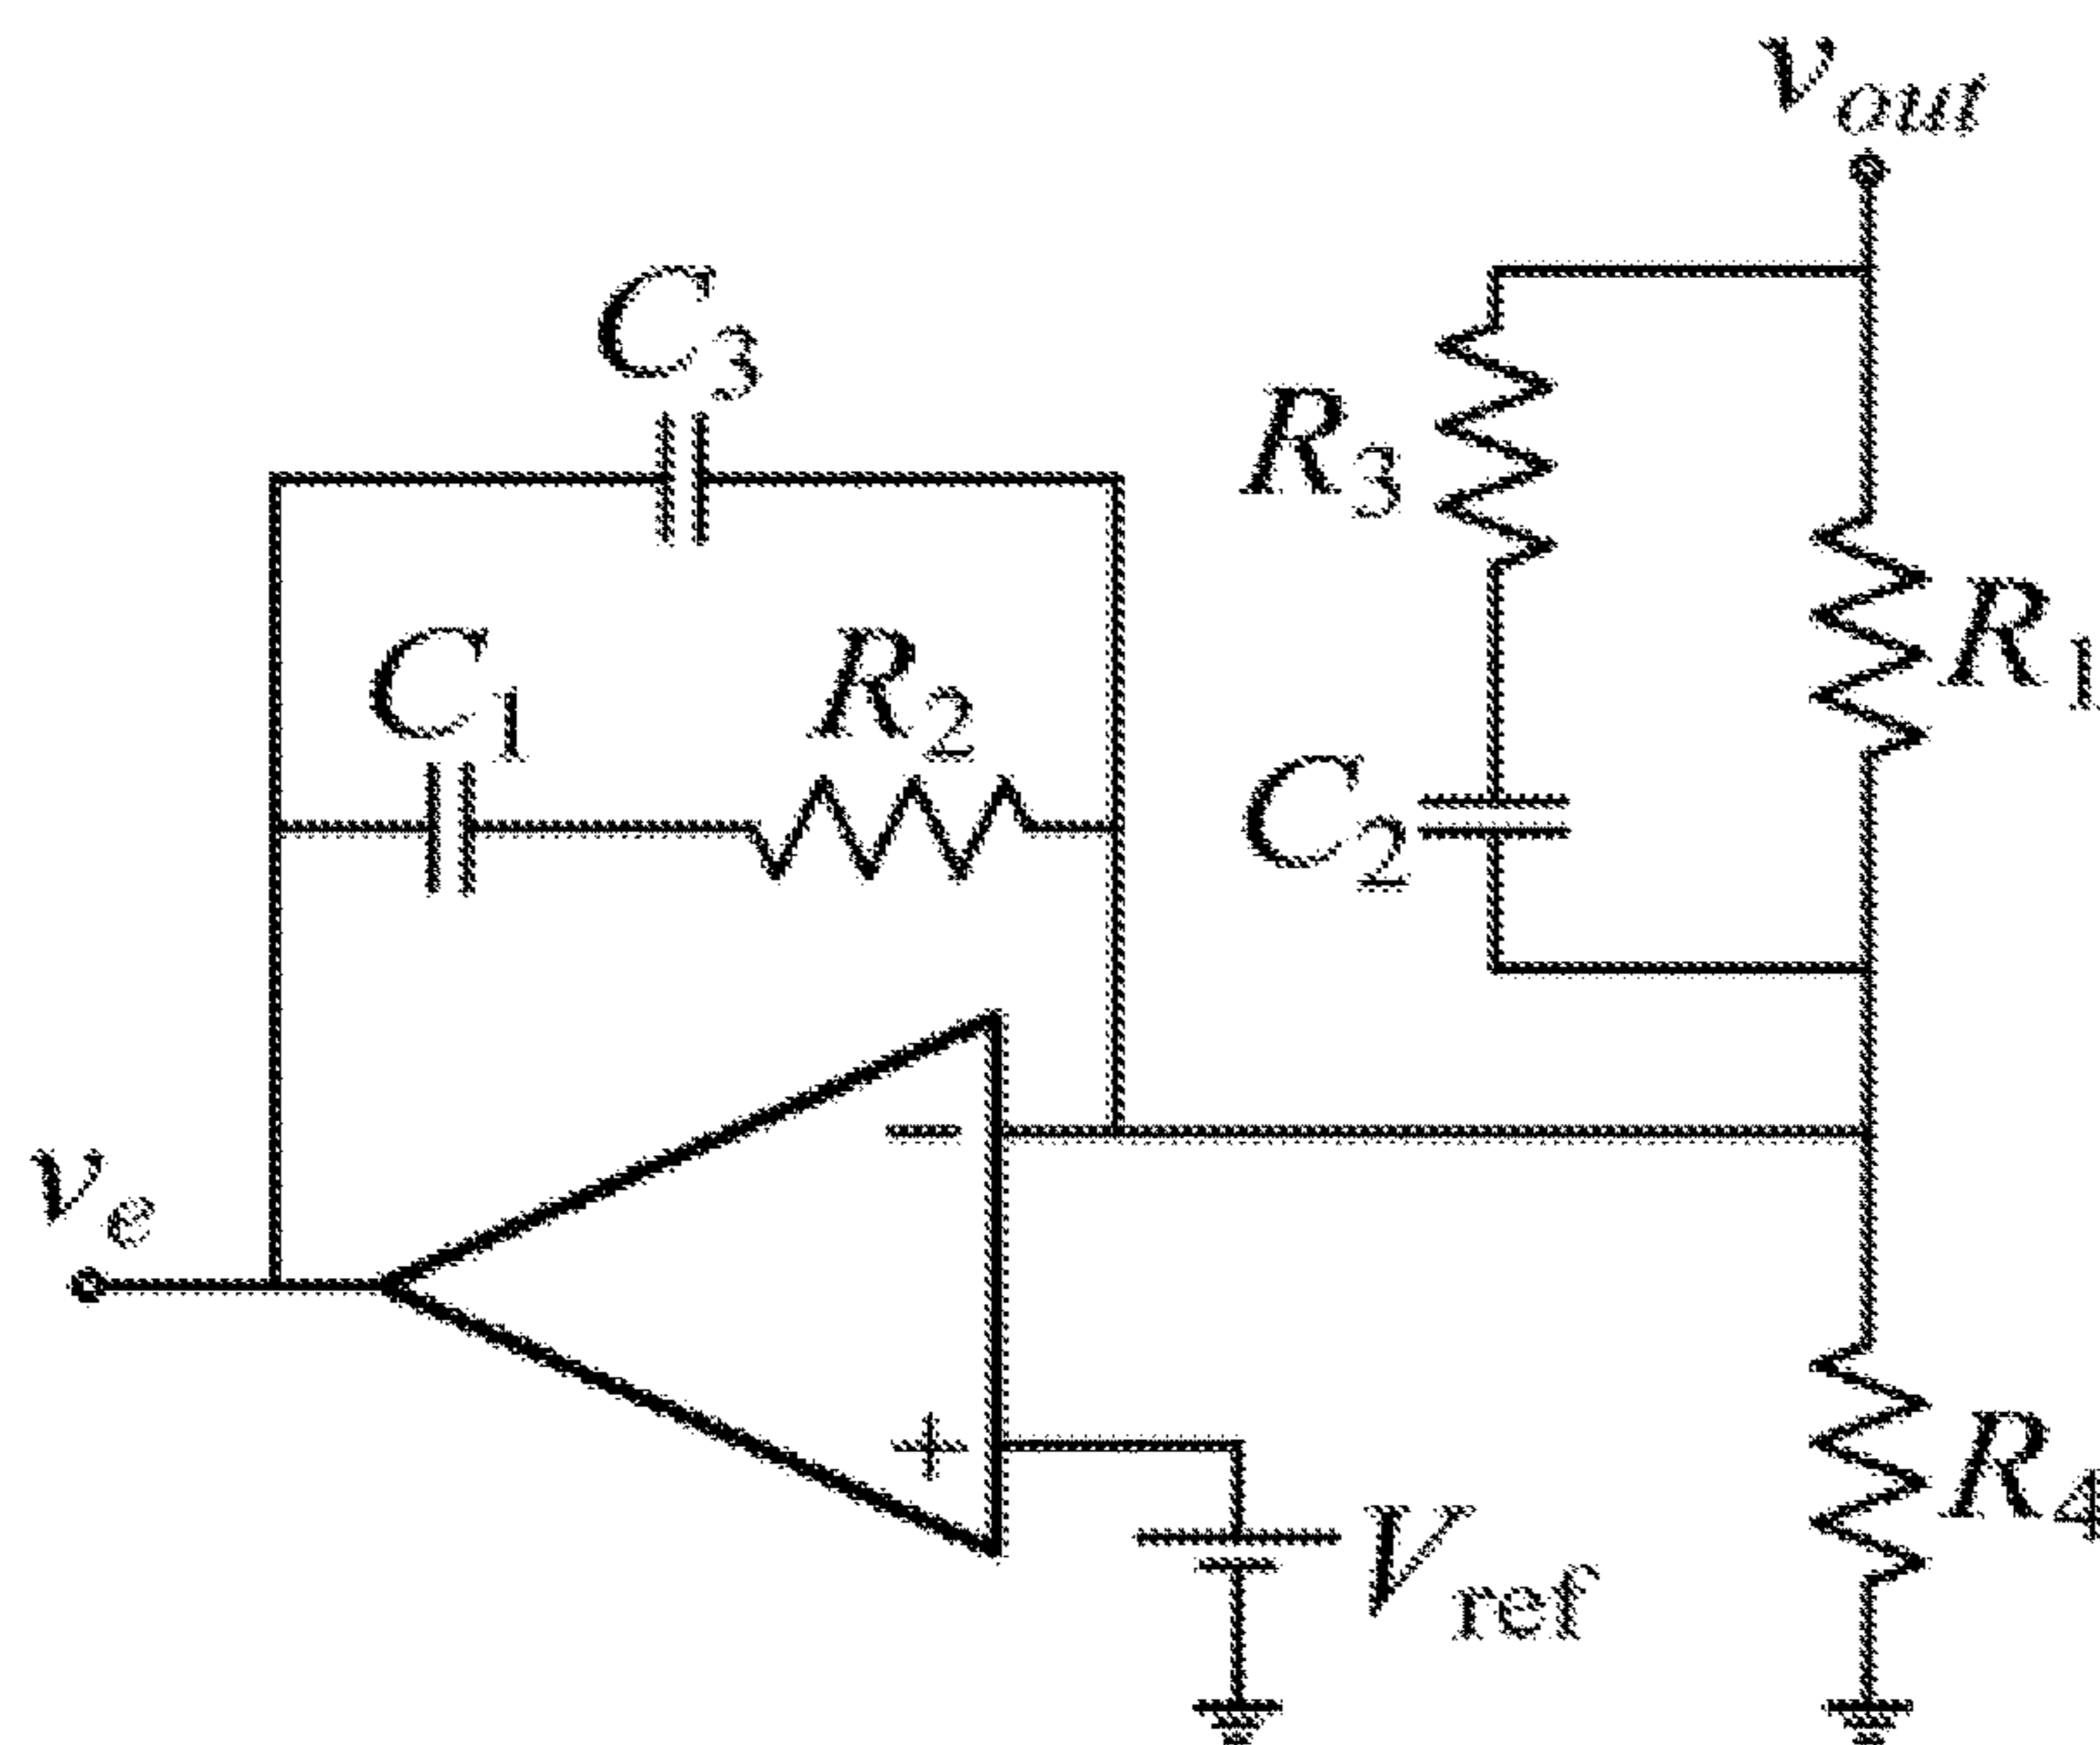 v_out
C_3
R_3
C_1
R_2
R_1
C_2
−
v_e
+
R_4
V_ref